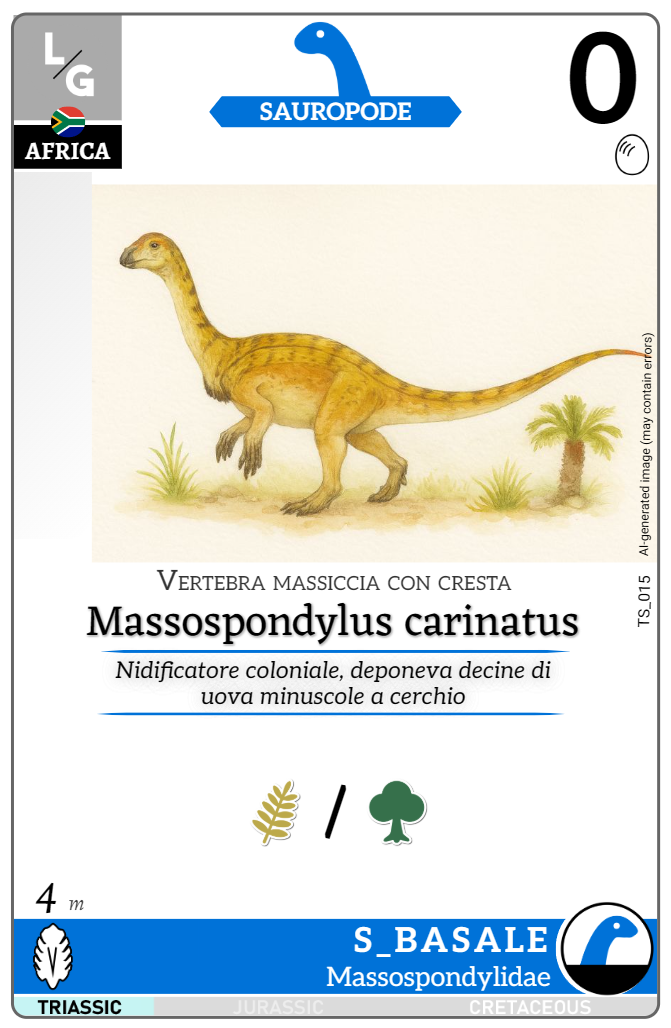 L/G
SAUROPODE
0
AFRICA
AI-generated image (may contain errors)
TS_015
Vertebra massiccia con cresta
Massospondylus carinatus
Nidificatore coloniale, deponeva decine di
uova minuscole a cerchio
/
4 m
V
S_BASALE
Massospondylidae
TRIASSIC JURASSIC CRETACEOUS